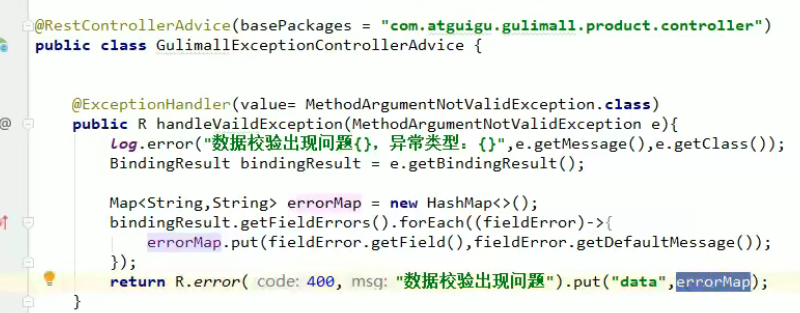 @RestControllerAdvice(basePackages = "com.atguigu.gulimall.product.controller")
public class GulimallExceptionControllerAdvice {
@ExceptionHandler(value= MethodArgumentNotValidException.class)
public R handleVaildException(MethodArgumentNotValidException e){
log.error("数据校验出现问题{}，异常类型：{}",e.getMessage(),e.getClass());
BindingResult bindingResult = e.getBindingResult();
Map<String,String> errorMap = new HashMap<>();
bindingResult.getFieldErrors().forEach((fieldError)->{
errorMap.put(fieldError.getField(),fieldError.getDefaultMessage());
});
return R.error( code: 400, msg: "数据校验出现问题").put("data",errorMap);
}